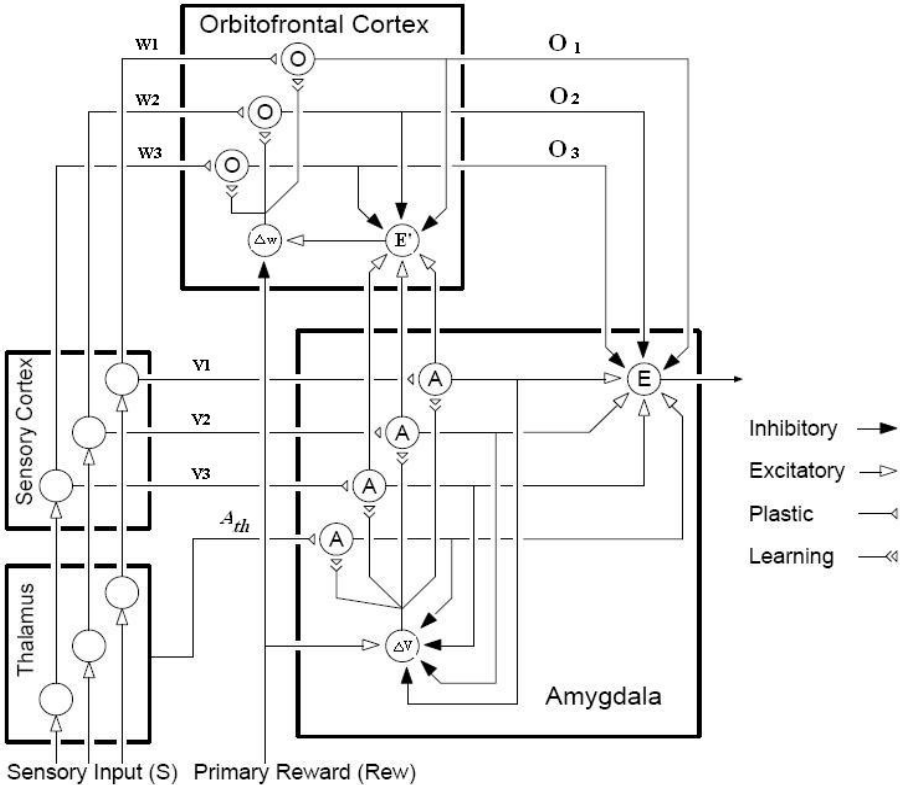 Orbitofrontal Cortex
W1
O
O 1
W2
O
O 2
W3
O
O 3
Δw
E'
Sensory Cortex
V1
A
E
V2
A
V3
A
Ath
A
Inhibitory
Excitatory
Plastic
Learning
Thalamus
ΔV
Amygdala
Sensory Input (S)
Primary Reward (Rew)